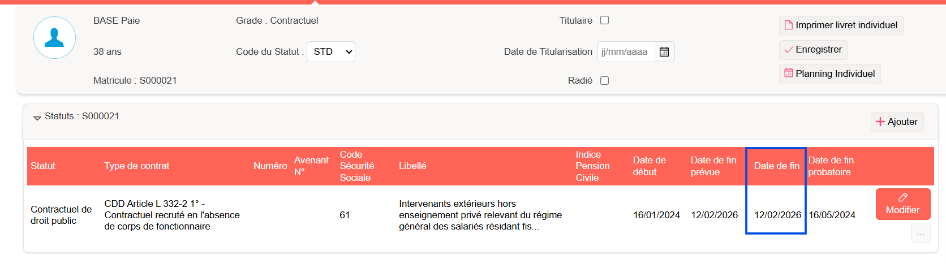 BASE Paie
Grade : Contractuel
Titulaire
Imprimer livret individuel
38 ans
Code du Statut : STD
Date de Titularisation jj/mm/aaaa
Enregistrer
Matricule : S000021
Radié
Planning Individuel
Statuts : S000021
Ajouter
Statut
Type de contrat
Numéro
Avenant
N°
Code
Sécurité
Sociale
Libellé
Indice
Pension
Civile
Date de
début
Date de fin
prévue
Date de fin
Date de fin
probatoire
Contractuel de
droit public
CDD Article L 332-2 1° -
Contractuel recruté en l'absence
de corps de fonctionnaire
61
Intervenants extérieurs hors
enseignement privé relevant du régime
général des salariés résidant fis...
16/01/2024
12/02/2026
12/02/2026
16/05/2024
Modifier
...